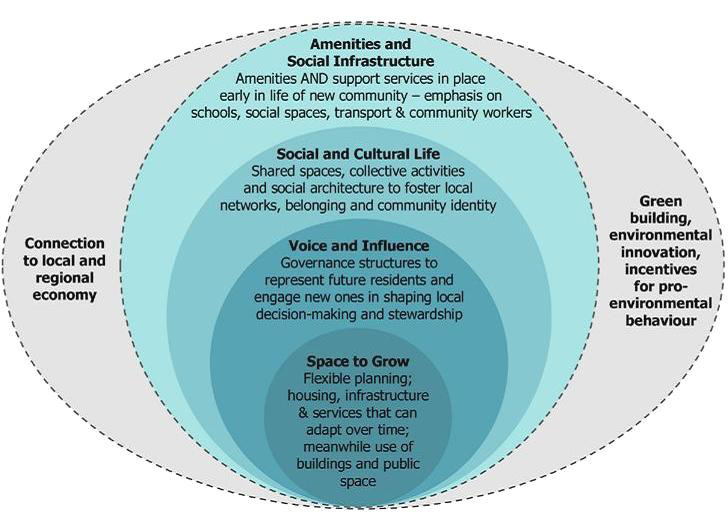 Amenities and
Social Infrastructure
Amenities AND support services in place
early in life of new community – emphasis on
schools, social spaces, transport & community workers
Social and Cultural Life
Shared spaces, collective activities
and social architecture to foster local
networks, belonging and community identity
Voice and Influence
Governance structures to
represent future residents and
engage new ones in shaping local
decision-making and stewardship
Space to Grow
Flexible planning;
housing, infrastructure
& services that can
adapt over time;
meanwhile use of
buildings and public
space
Connection
to local and
regional
economy
Green
building,
environmental
innovation,
incentives
for pro-
environmental
behaviour